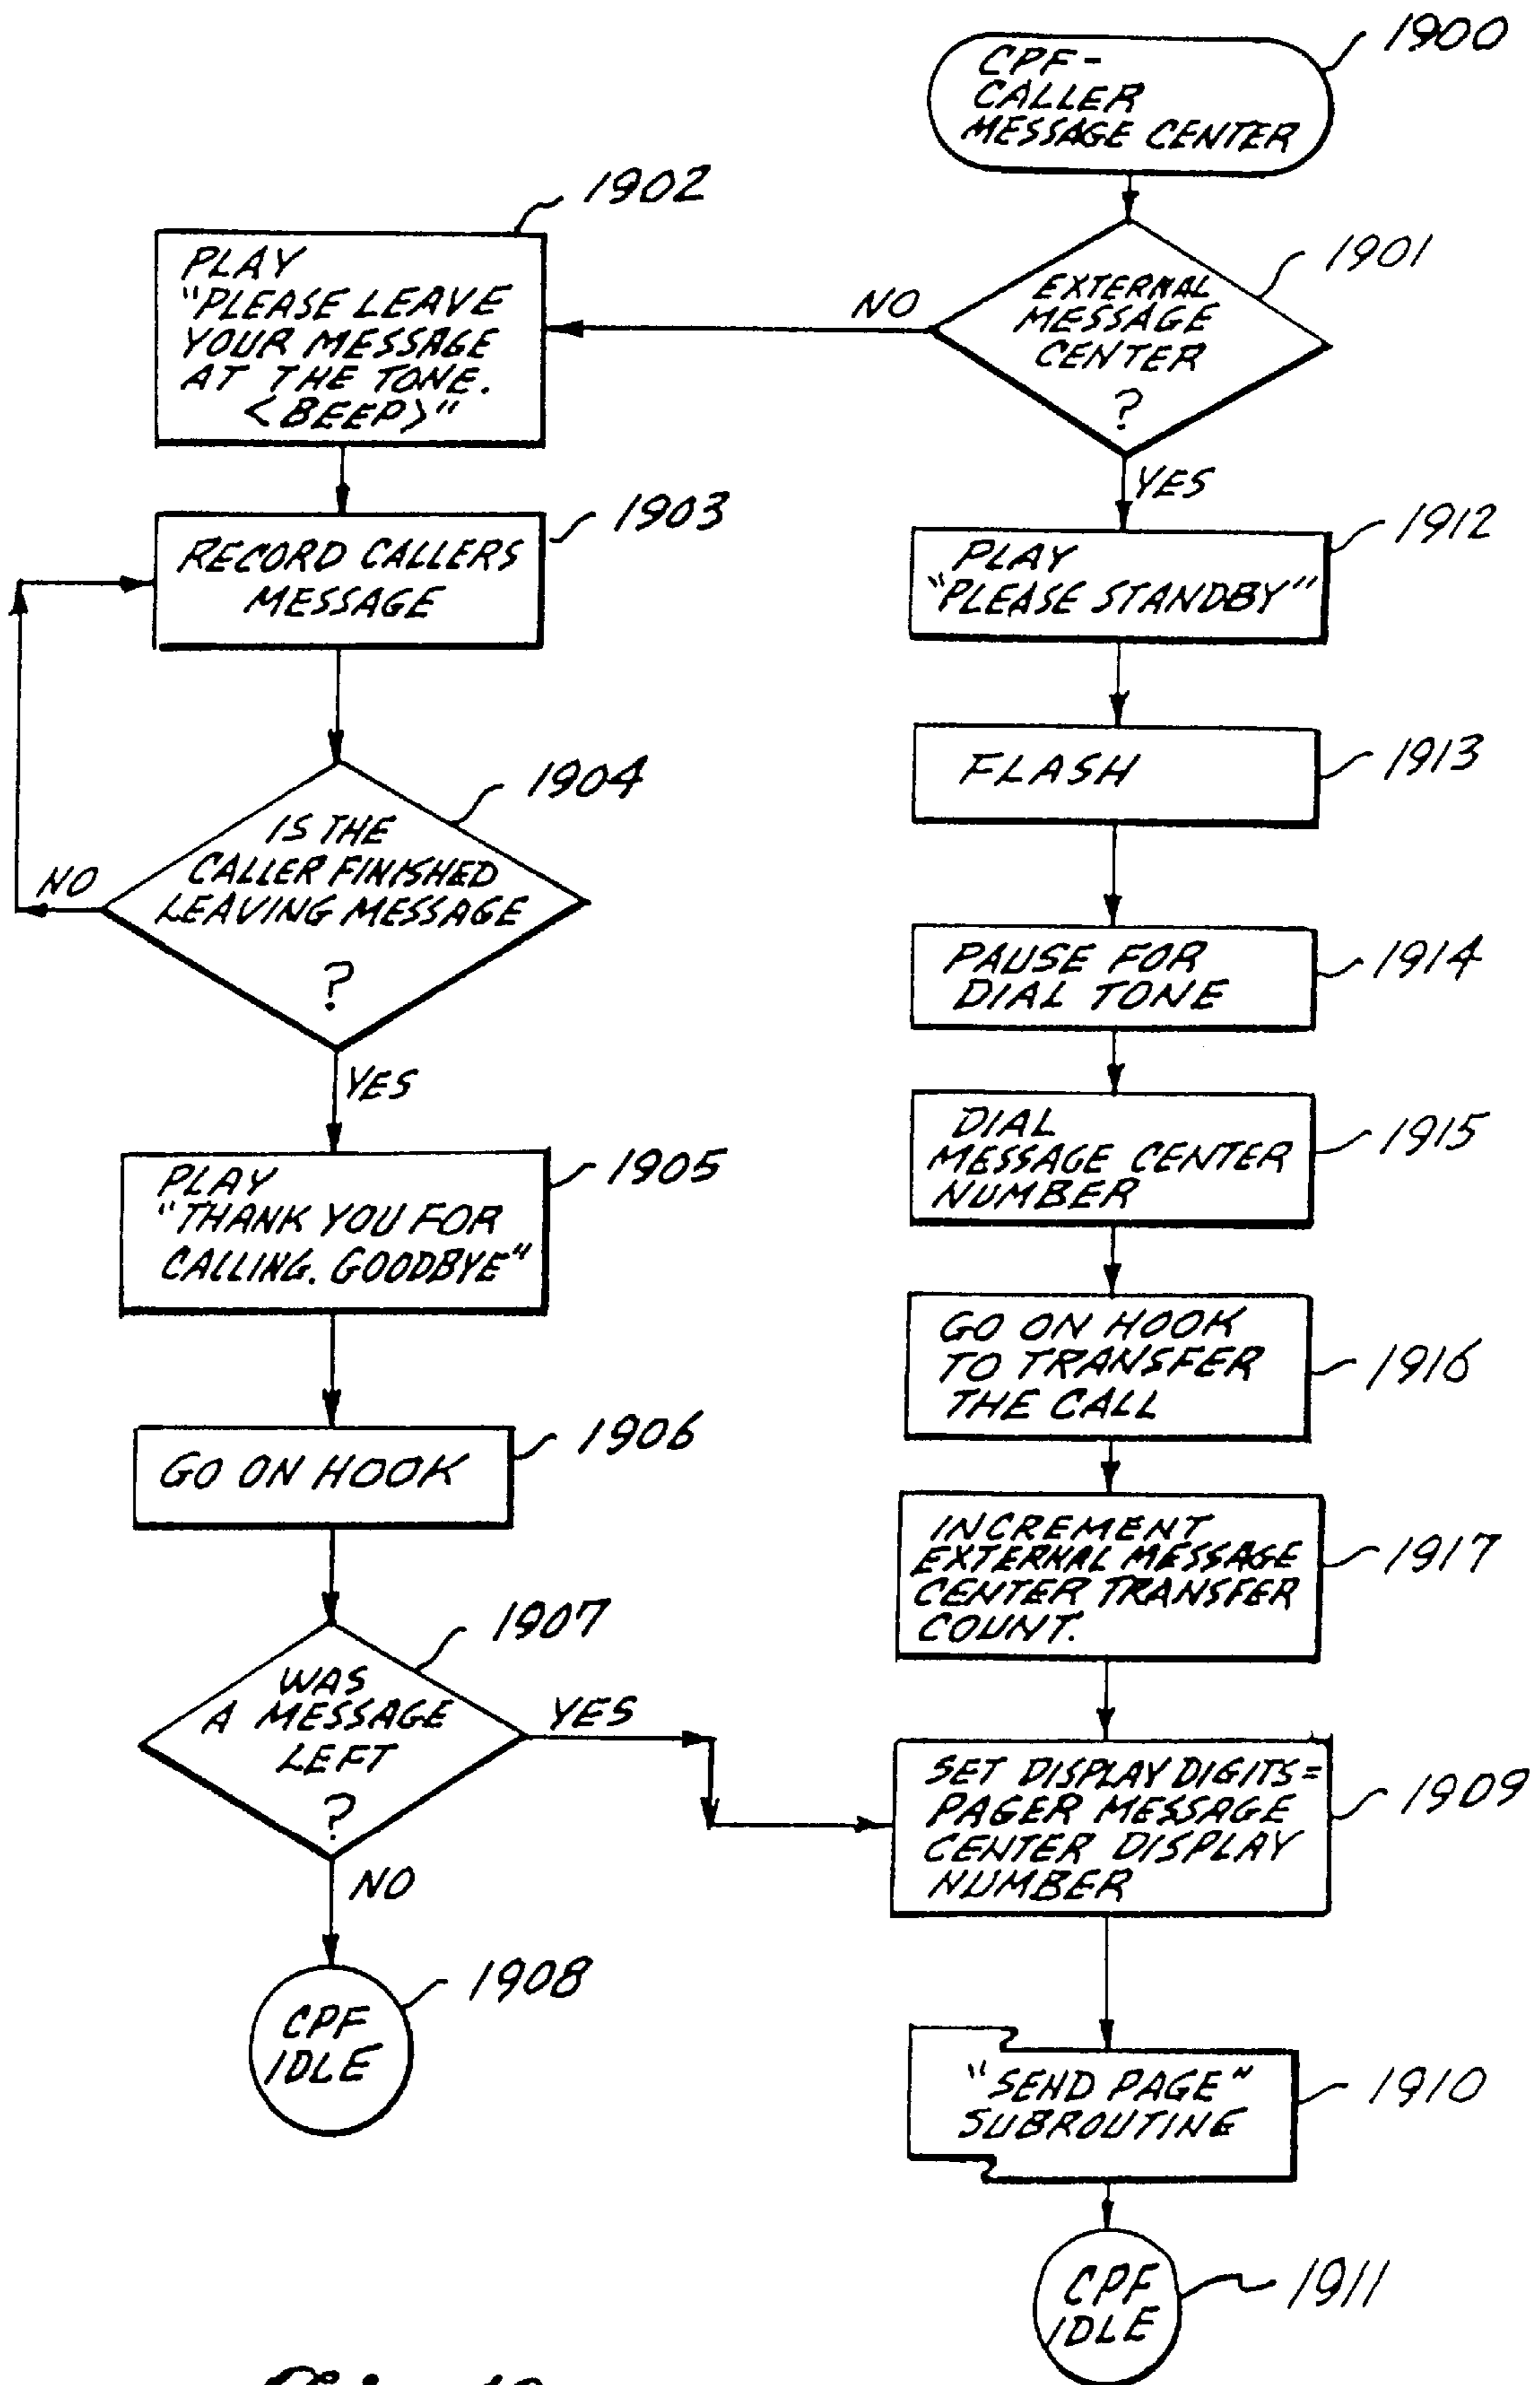 1900
CPF-
CALLER
MESSAGE CENTER
1901
EXTERNAL
MESSAGE
CENTER
?
NO
YES
1902
PLAY
"PLEASE LEAVE
YOUR MESSAGE
AT THE TONE.
<BEEP>"
1903
RECORD CALLERS
MESSAGE
1904
IS THE
CALLER FINISHED
LEAVING MESSAGE
?
NO
YES
1905
PLAY
"THANK YOU FOR
CALLING. GOODBYE"
1906
GO ON HOOK
1907
WAS
A MESSAGE
LEFT
?
YES
NO
1908
CPF
IDLE
1912
PLAY
"PLEASE STANDBY"
1913
FLASH
1914
PAUSE FOR
DIAL TONE
1915
DIAL
MESSAGE CENTER
NUMBER
1916
GO ON HOOK
TO TRANSFER
THE CALL
1917
INCREMENT
EXTERNAL MESSAGE
CENTER TRANSFER
COUNT.
1909
SET DISPLAY DIGITS=
PAGER MESSAGE
CENTER DISPLAY
NUMBER
1910
"SEND PAGE"
SUBROUTINE
1911
CPF
IDLE